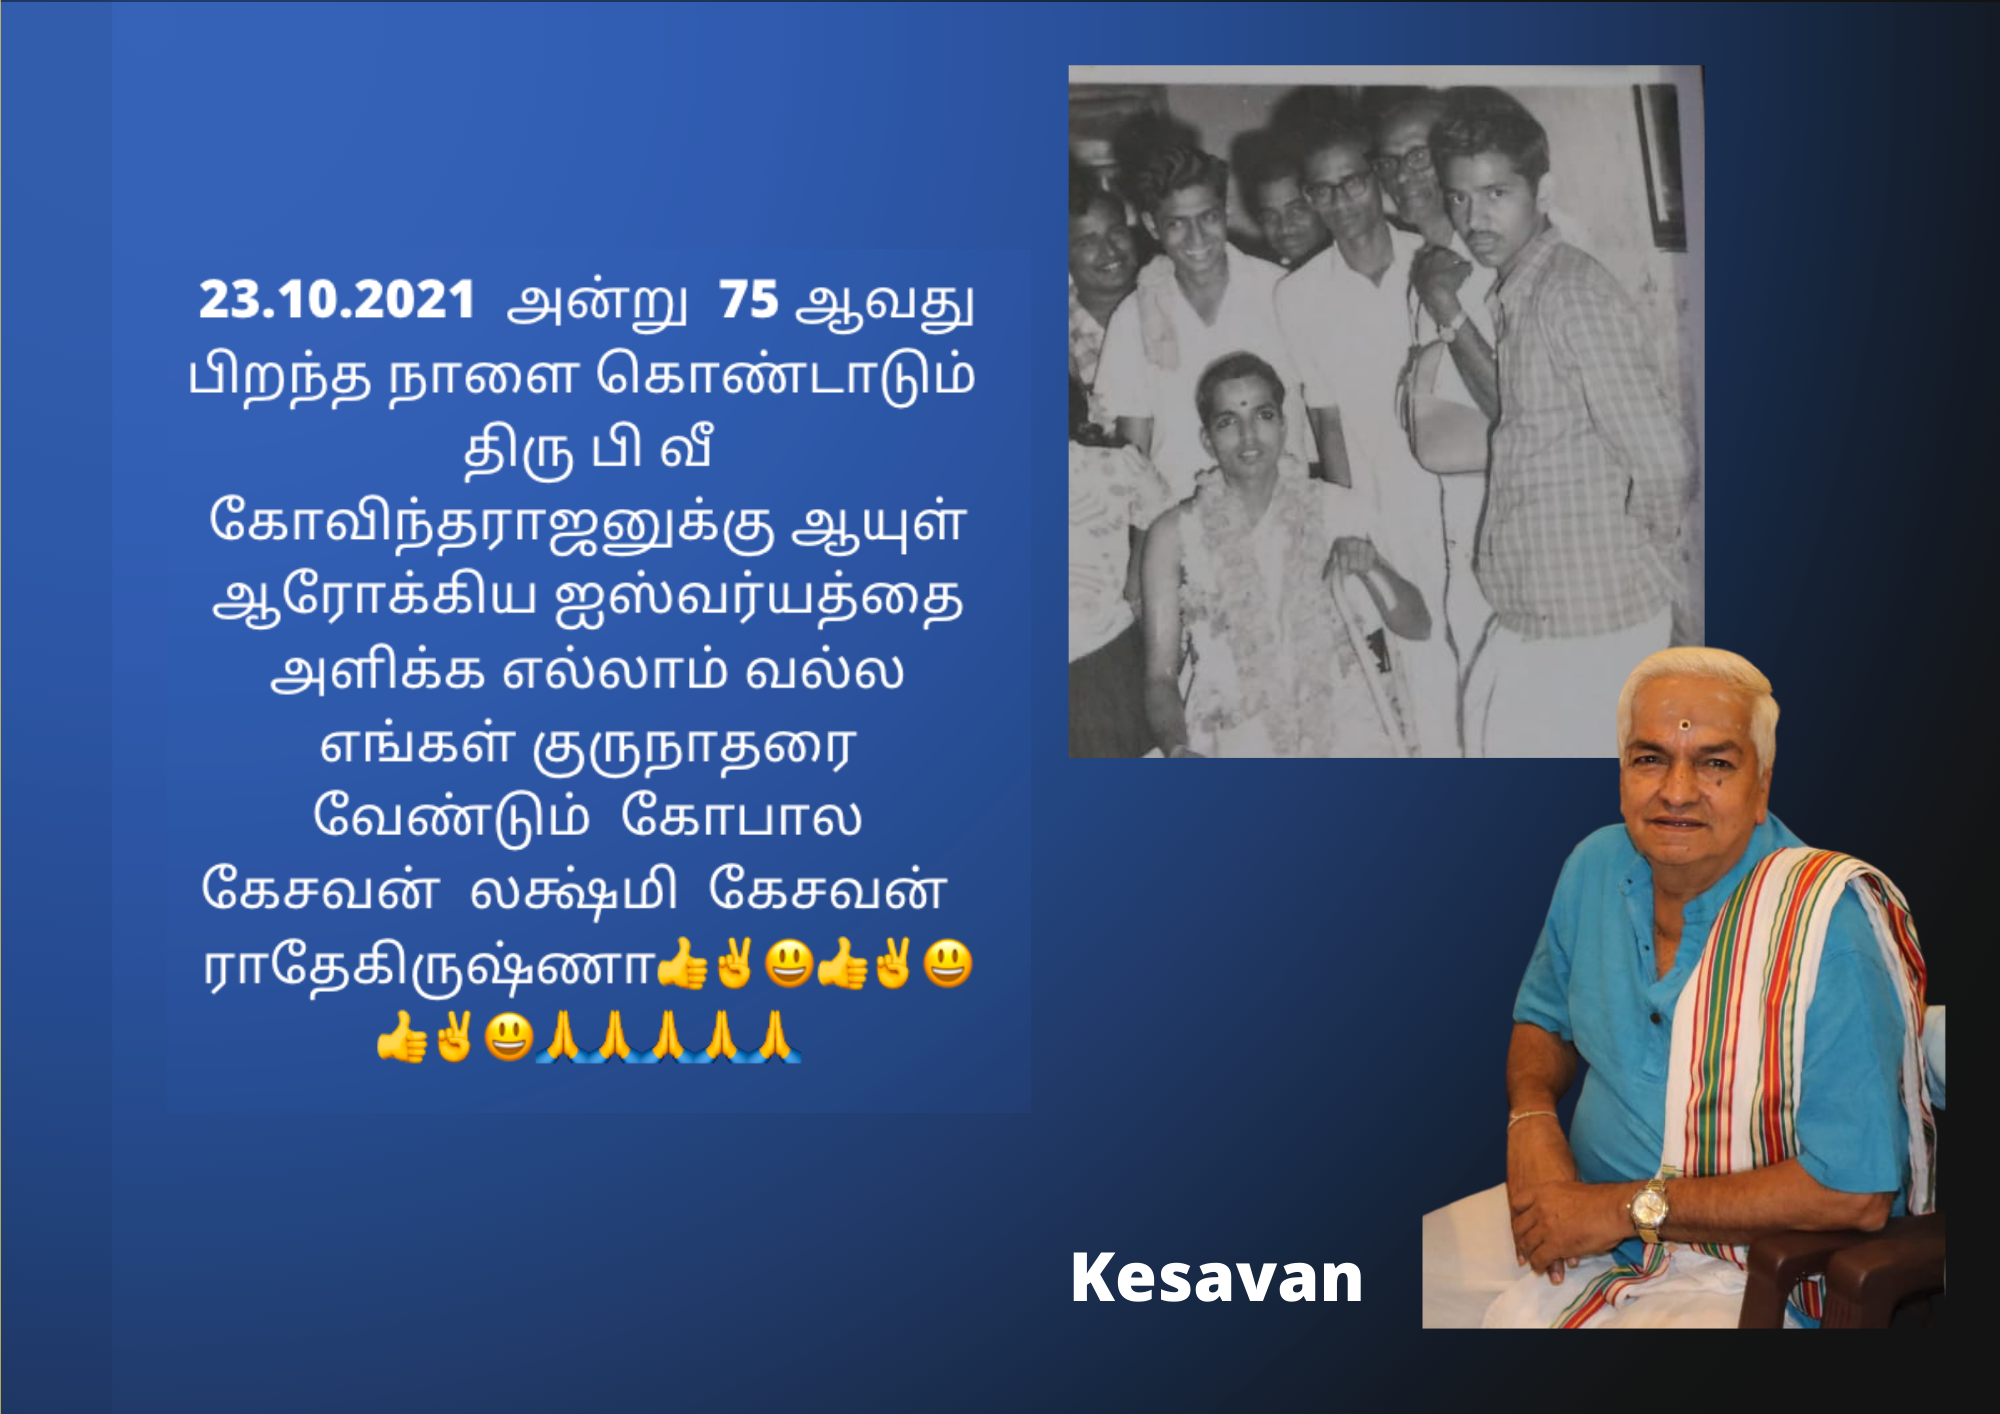 23.10.2021 அன்று 75 ஆவது
பிறந்த நாளை கொண்டாடும்
திரு பி வீ
கோவிந்தராஜனுக்கு ஆயுள்
ஆரோக்கிய ஐஸ்வர்யத்தை
அளிக்க எல்லாம் வல்ல
எங்கள் குருநாதரை
வேண்டும் கோபால
கேசவன் லக்ஷ்மி கேசவன்
ராதேகிருஷ்ணா👍✌😃👍✌😃
👍✌😃🙏🙏🙏🙏🙏
Kesavan